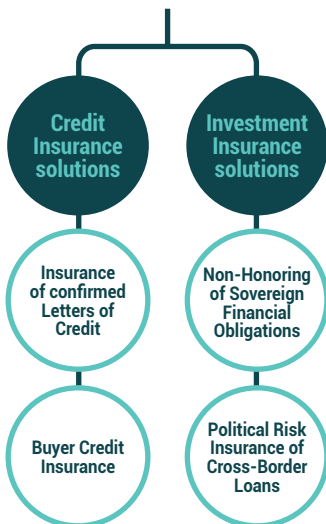 Credit
Insurance
solutions
Investment
Insurance
solutions
Insurance
of confirmed
Letters of
Credit
Non-Honoring
of Sovereign
Financial
Obligations
Buyer Credit
Insurance
Political Risk
Insurance of
Cross-Border
Loans